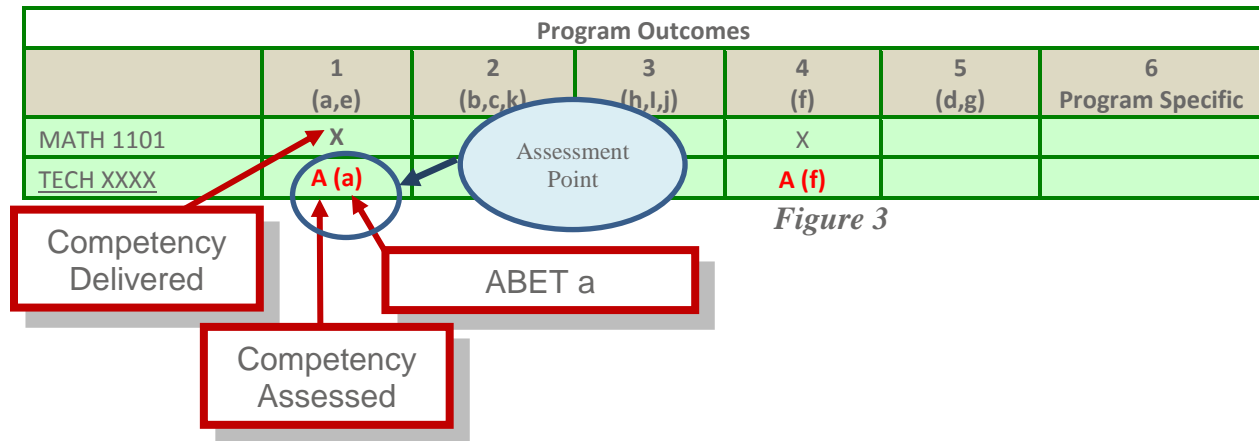 Program Outcomes
1 2 3 4 5 6
(a,e) (b,c,k) (h,I,j) (f) (d,g) Program Specific
MATH 1101 X X
TECH XXXX A (a) A (f)
Assessment
Point
Figure 3
Competency
Delivered
ABET a
Competency
Assessed